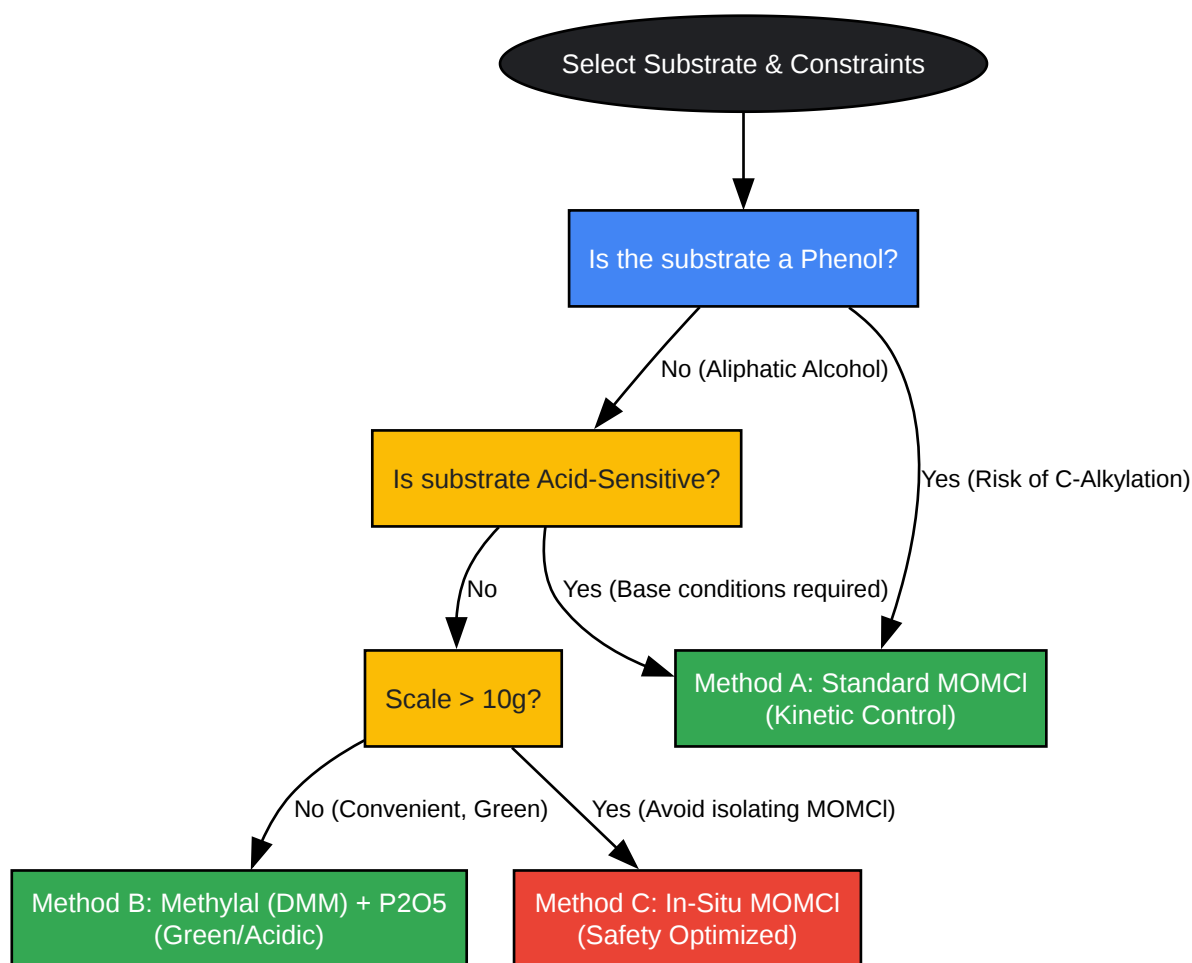 Select Substrate & Constraints
Is the substrate a Phenol?
No (Aliphatic Alcohol)
Is substrate Acid-Sensitive?
Yes (Risk of C-Alkylation)
No
Yes (Base conditions required)
Scale > 10g?
Method A: Standard MOMCl
(Kinetic Control)
No (Convenient, Green)
Yes (Avoid isolating MOMCl)
Method B: Methylal (DMM) + P2O5
(Green/Acidic)
Method C: In-Situ MOMCl
(Safety Optimized)